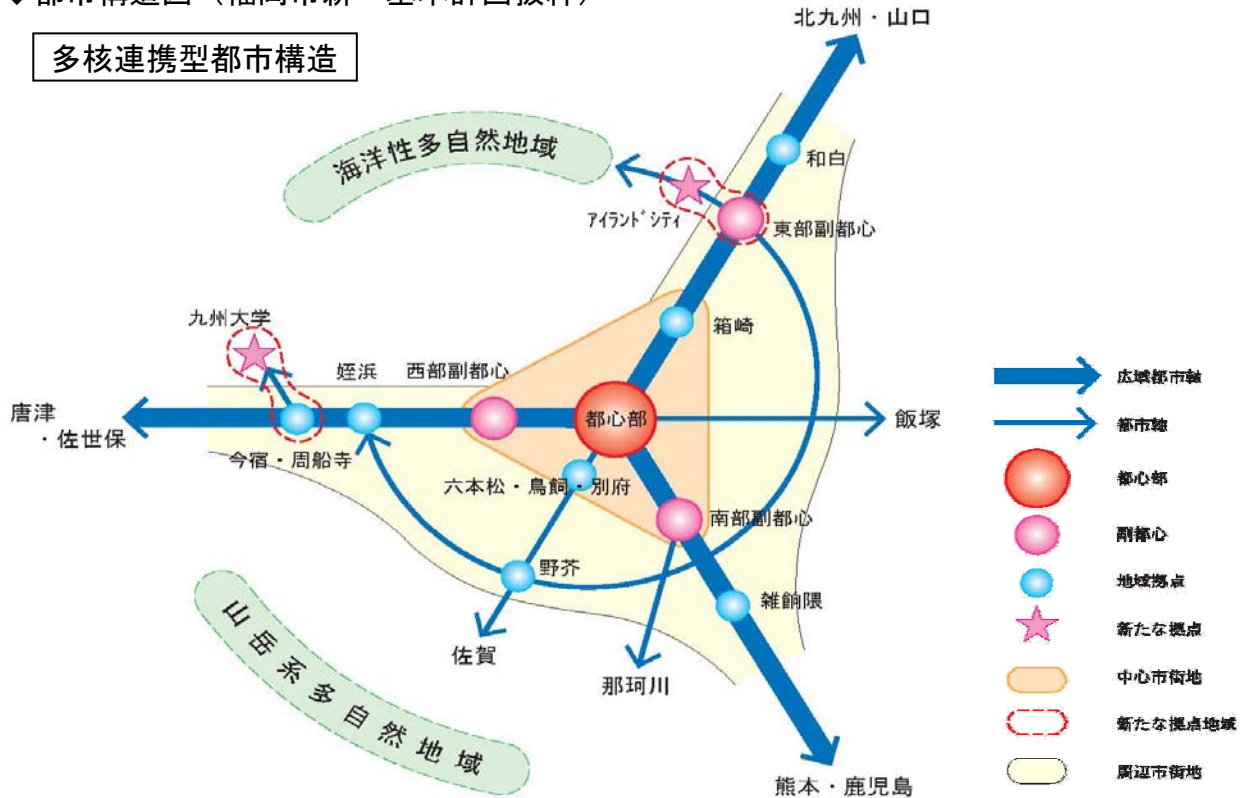 多核連携型都市構造
北九州・山口
海洋性多自然地域
和白
アイランドシティ
東部副都心
箱崎
九州大学
姪浜
西部副都心
唐津
・佐世保
都心部
飯塚
今宿・周船寺
六本松・鳥飼・別府
南部副都心
野芥
雑餉隈
佐賀
那珂川
山岳系多自然地域
熊本・鹿児島
広域都市軸
都市軸
都心部
副都心
地域拠点
新たな拠点
中心市街地
新たな拠点地域
周辺市街地